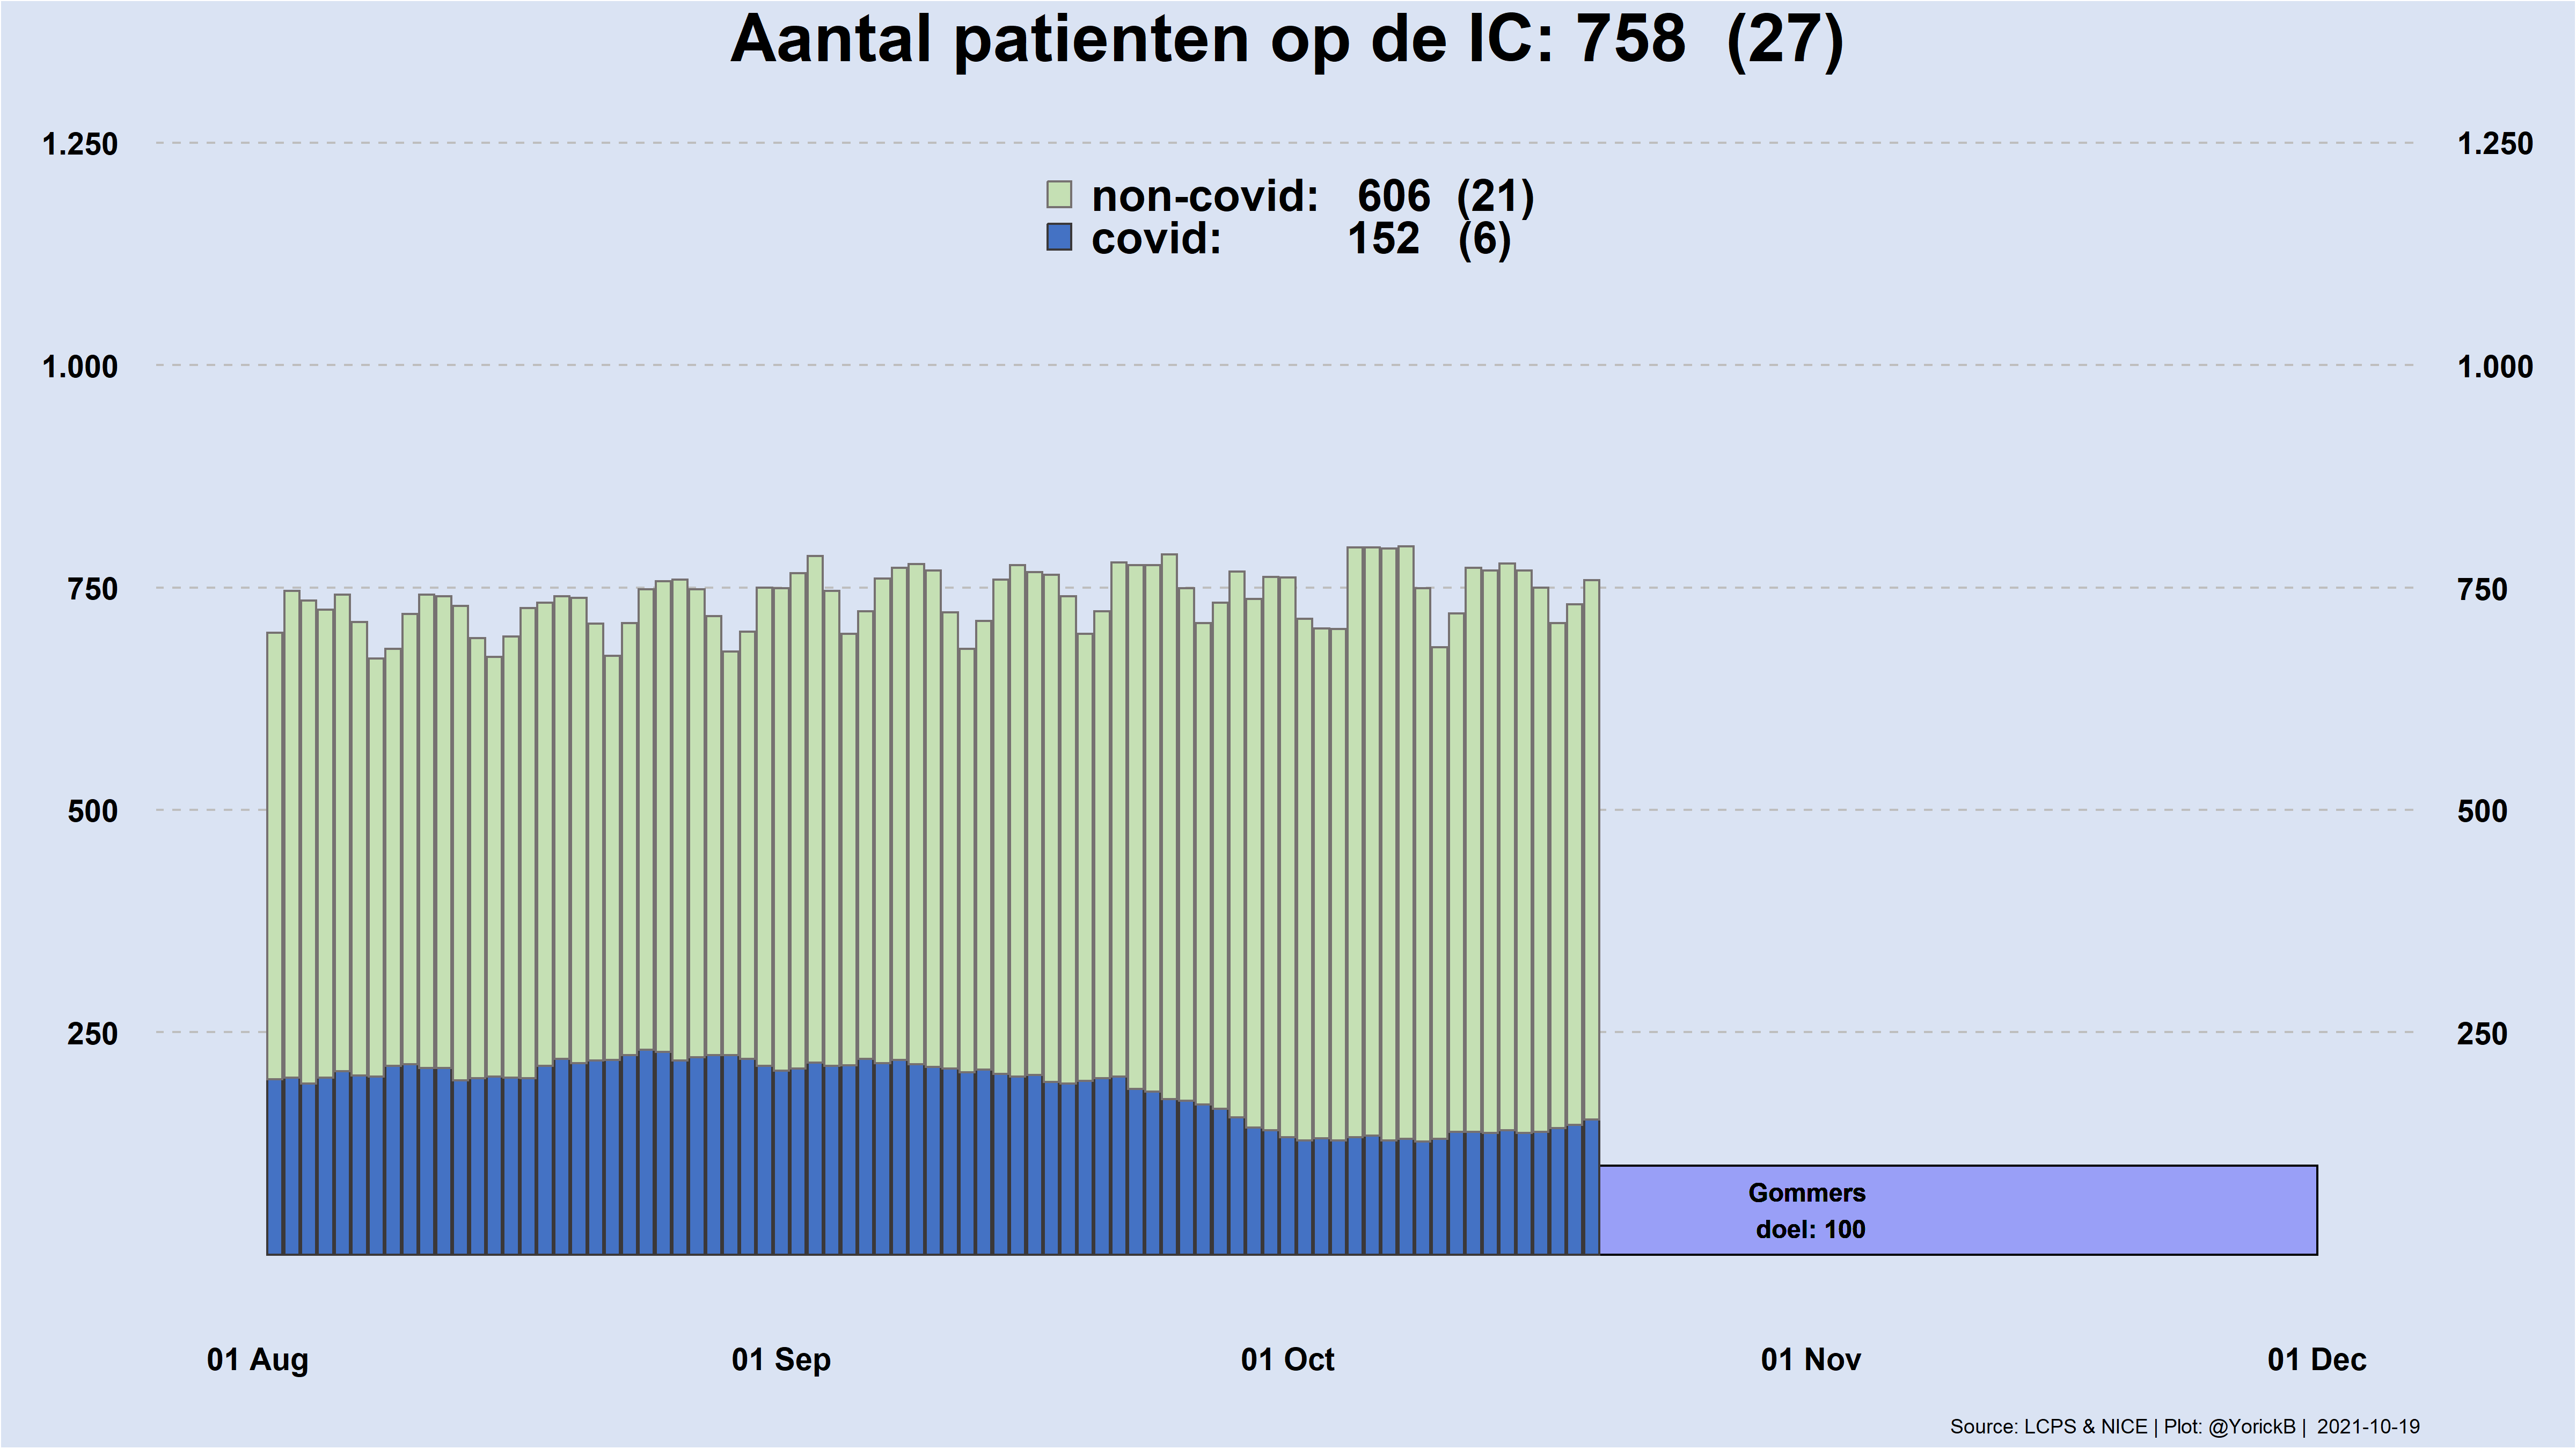 Aantal patienten op de IC: 758 (27)
1.250 1.250
non-covid: 606 (21)
covid: 152 (6)
1.000 1.000
750 750
500 500
250 250
Gommers
doel: 100
01 Aug 01 Sep 01 Oct 01 Nov 01 Dec
Source: LCPS & NICE | Plot: @YorickB | 2021-10-19